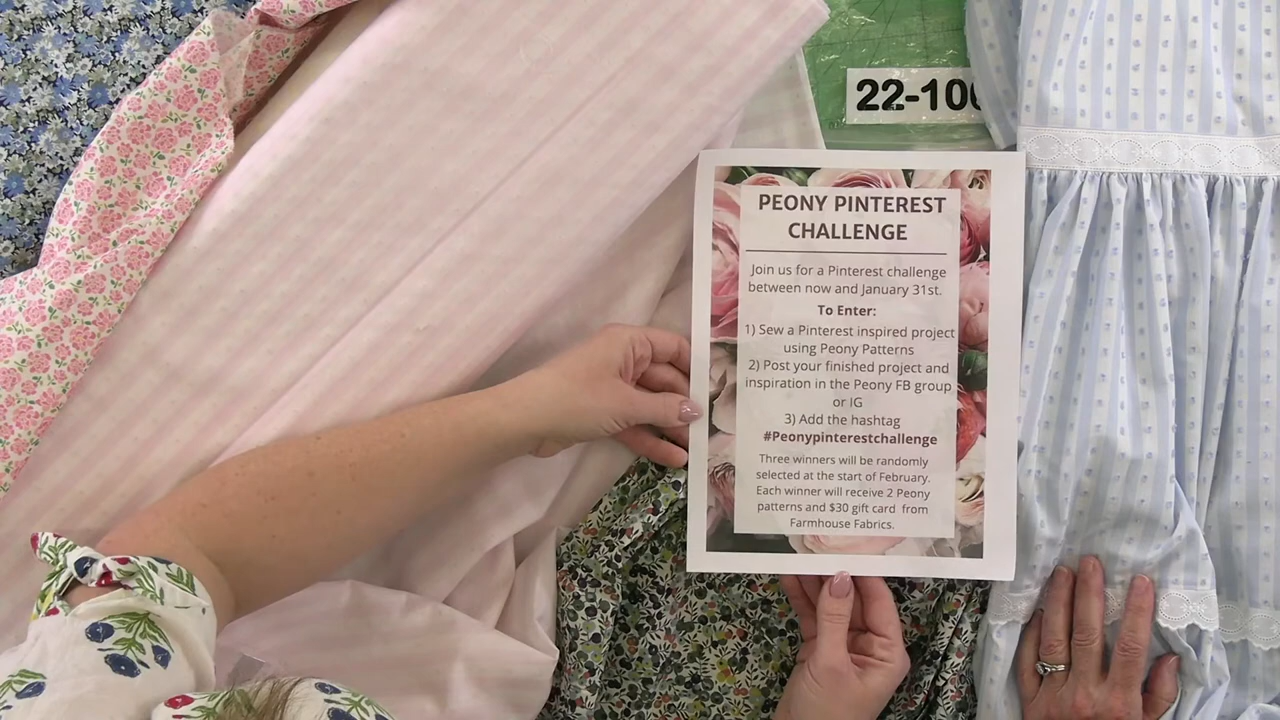 22-100
PEONY PINTEREST
CHALLENGE
Join us for a Pinterest challenge
between now and January 31st.
To Enter:
1) Sew a Pinterest inspired project
using Peony Patterns
2) Post your finished project and
inspiration in the Peony FB group
or IG
3) Add the hashtag
#Peonypinterestchallenge
Three winners will be randomly
selected at the start of February.
Each winner will receive 2 Peony
patterns and $30 gift card from
Farmhouse Fabrics.